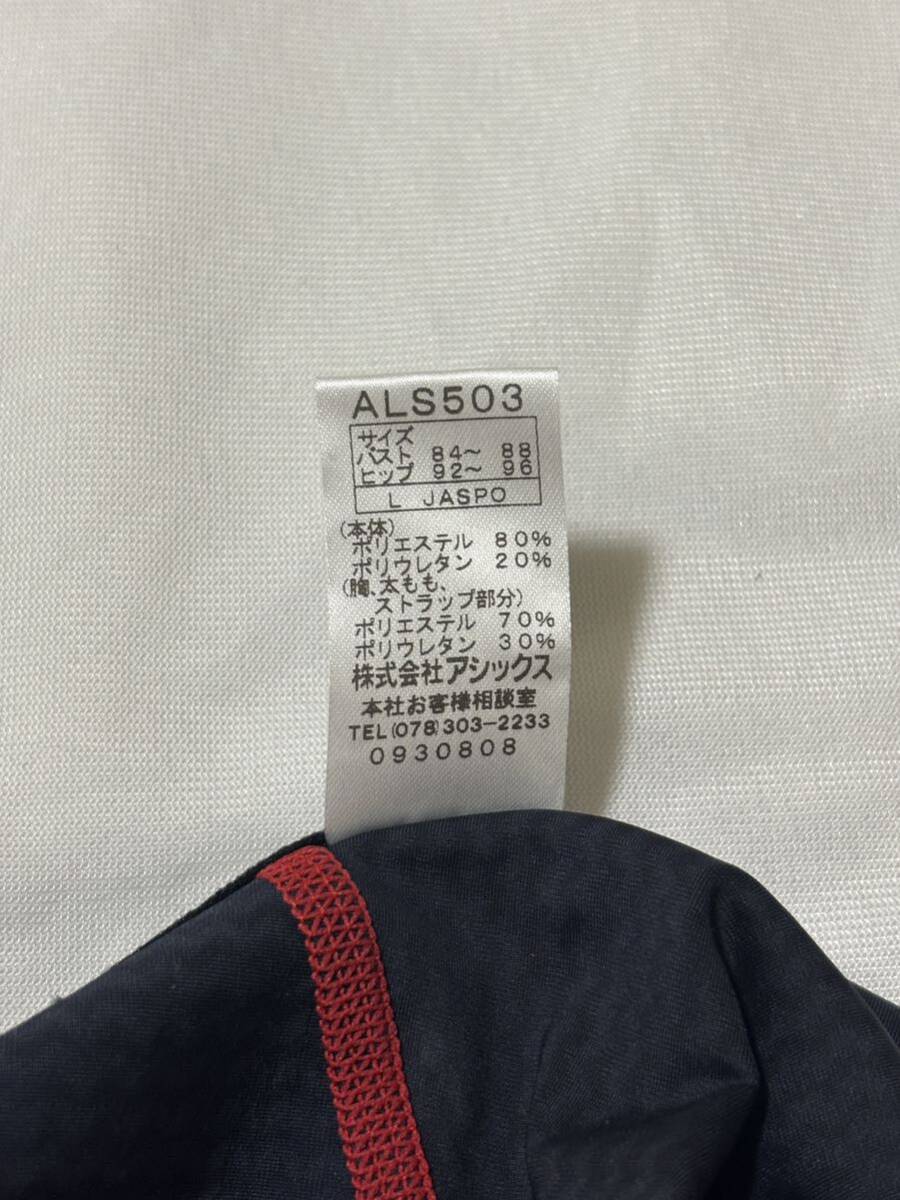 ALS503
サイズ
バスト 84～ 88
ヒップ 92～ 96
L JASPO
(本体)
ポリエステル 80%
ポリウレタン 20%
(胸、太もも、
ストラップ部分)
ポリエステル 70%
ポリウレタン 30%
株式会社アシックス
本社お客様相談室
TEL(078)303-2233
0930808